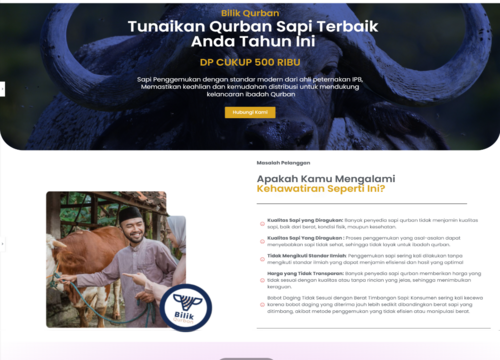 Bilik Qurban
Tunaikan Qurban Sapi Terbaik
Anda Tahun Ini
DP CUKUP 500 RIBU
Sapi Penggemukan dengan standar modern dari ahli peternakan IPB,
Memastikan keahlian dan kemudahan distribusi untuk mendukung
kelancaran Ibadah Qurban
Hubungi Kami
Masalah Pelanggan
Apakah Kamu Mengalami
Kekhawatiran Seperti Ini?
Kualitas Sapi yang Diragukan: Banyak penyedia sapi qurban tidak menjamin kualitas
sapi, baik dari berat, kondisi fisik, maupun kesehatan.
Kualitas Sapi Yang Diragukan : Proses penggemukan yang asal-asalan dapat
menyebabkan sapi tidak sehat, sehingga tidak layak untuk ibadah qurban.
Tidak Mengikuti Standar Ilmiah: Penggemukan sapi sering kali dilakukan tanpa
mengikuti standar ilmiah yang dapat menjamin efisiensi dan hasil yang optimal
Harga yang Tidak Transparan: Banyak penyedia sapi qurban memberikan harga yang
tidak sesuai dengan kualitas atau tanpa rincian yang jelas, sehingga menimbulkan
keraguan.
Bobot Daging Tidak Sesuai dengan Berat Timbangan Sapi: Konsumen sering kali kecewa
karena bobot daging yang diterima jauh lebih sedikit dibandingkan berat sapi yang
ditimbang, akibat metode penggemukan yang tidak efisien atau manipulasi berat.
Bilik